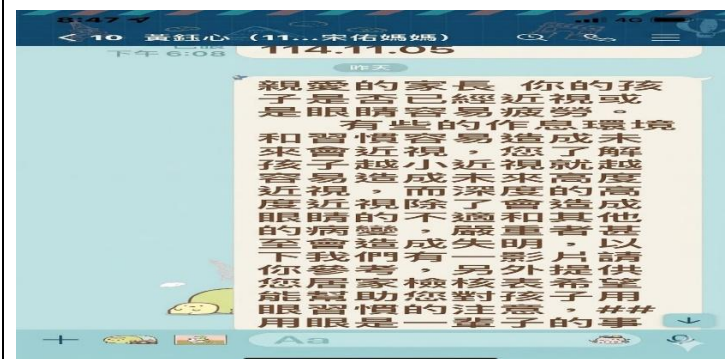 8:47
4G
< 10 黃鈺心 (11...宋佑媽媽)
已讀
下午 6:08
114.11.05
昨天
親愛的家長 你的孩
子是否已經近視或
是眼睛容易疲勞。
有些的作息環境
和習慣容易造成未
來會近視，您了解
孩子越小近視就越
容易造成未來高度
近視，而深度的高
度近視除了會造成
眼睛的不適和其他
的病變，嚴重者甚
至會造成失明，以
下我們有一影片請
你參考，另外提供
您居家檢核表希望
能幫助您對孩子用
眼習慣的注意，##
用眼是一輩子的事
Aa